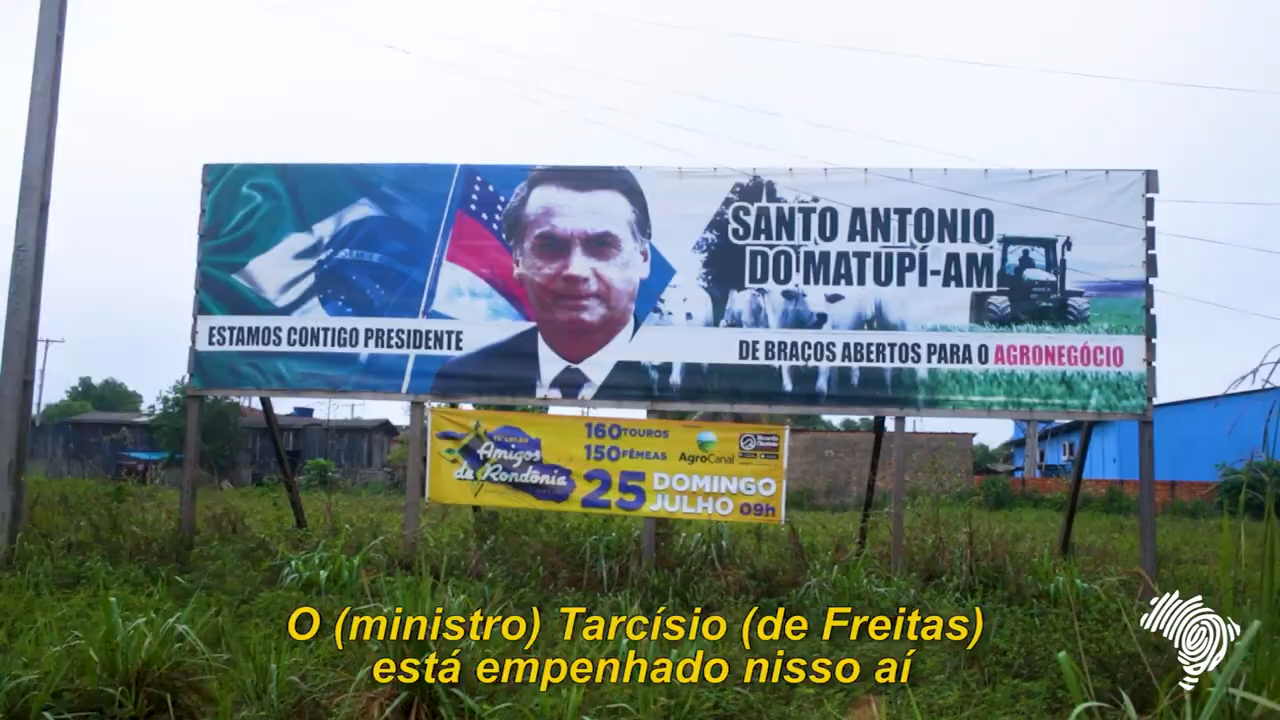 SANTO ANTONIO
DO MATUPÍ-AM
ESTAMOS CONTIGO PRESIDENTE
DE BRAÇOS ABERTOS PARA O AGRONEGÓCIO
Amigos
de Rondônia
160 TOUROS
150 FÊMEAS
AgroCanal
25 DOMINGO
JULHO 09h
O (ministro) Tarcísio (de Freitas)
está empenhado nisso aí